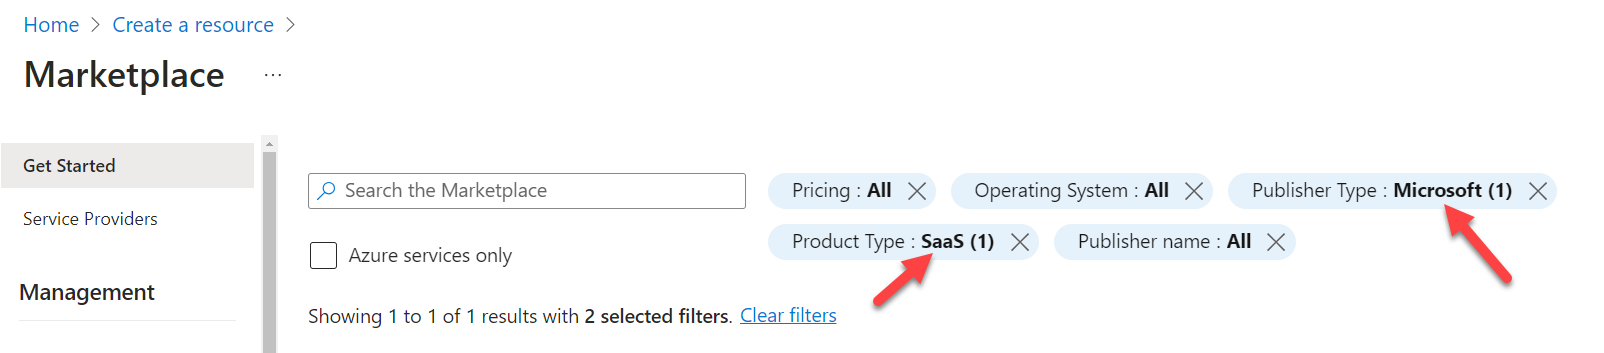 Home > Create a resource >
Marketplace ...
Get Started
Service Providers
Management
Search the Marketplace
Pricing : All
Operating System : All
Publisher Type : Microsoft (1)
Product Type : SaaS (1)
Publisher name : All
Azure services only
Showing 1 to 1 of 1 results with 2 selected filters. Clear filters